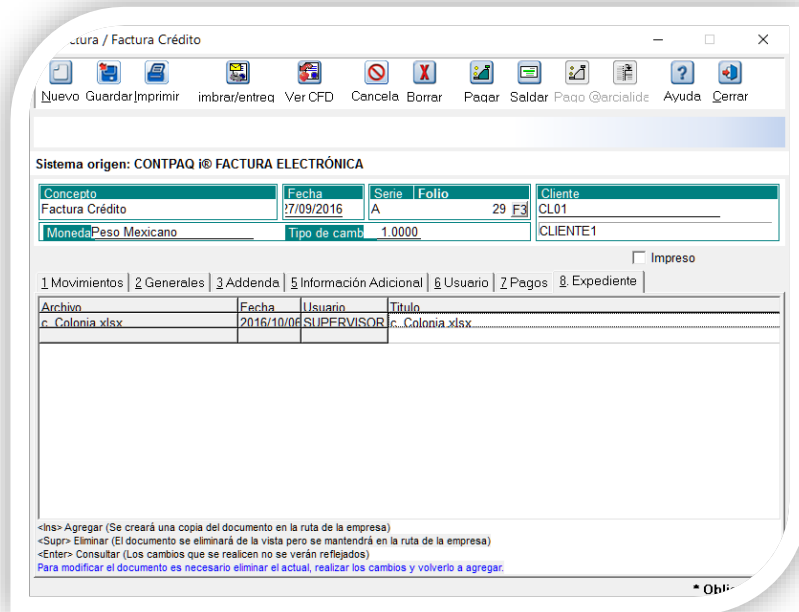 / Factura Crédito
Nuevo Guardar Imprimir imbrar/entreg Ver CFD Cancela Borrar Pagar Saldar Pago @arcialide Ayuda Cerrar
Sistema origen: CONTPAQ i® FACTURA ELECTRÓNICA
Concepto Fecha Serie Folio Cliente
Factura Crédito 27/09/2016 A 29 F3 CL01
Moneda Peso Mexicano Tipo de camb 1.0000 CLIENTE1
Impreso
1 Movimientos 2 Generales 3 Addenda 5 Información Adicional 6 Usuario 7 Pagos 8. Expediente
Archivo Fecha Usuario Titulo
c_Colonia.xlsx 2016/10/06 SUPERVISOR c_Colonia.xlsx
<Ins> Agregar (Se creará una copia del documento en la ruta de la empresa)
<Supr> Eliminar (El documento se eliminará de la vista pero se mantendrá en la ruta de la empresa)
<Enter> Consultar (Los cambios que se realicen no se verán reflejados)
Para modificar el documento es necesario eliminar el actual, realizar los cambios y volverlo a agregar.